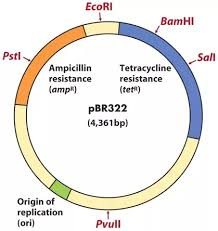 EcoRI
BamHI
PstI
SalI
Ampicillin
resistance
(ampR)
Tetracycline
resistance
(tetR)
pBR322
(4,361bp)
Origin of
replication
(ori)
PvuII